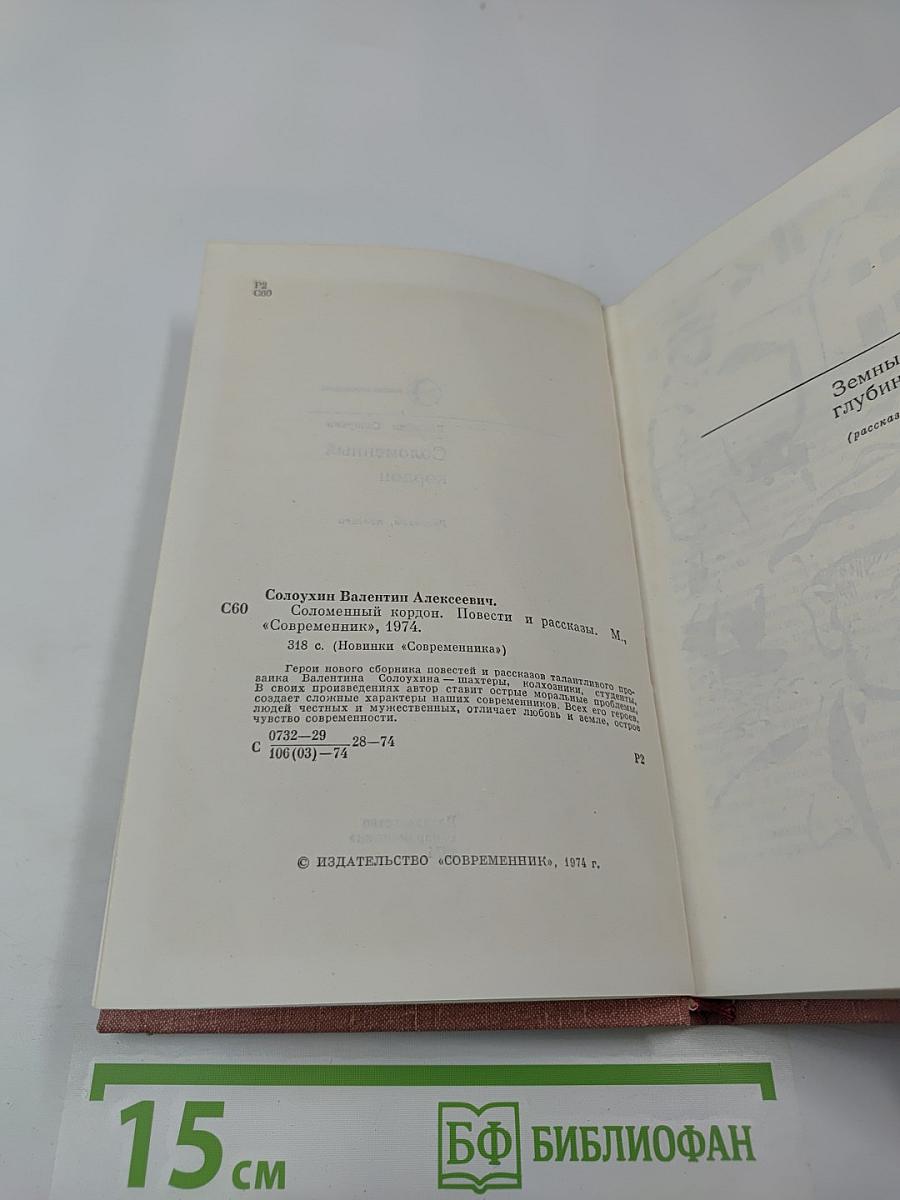 Р2
С60
Солоухин Валентин Алексеевич.
С60 Соломенный кордон. Повести и рассказы. М.,
«Современник», 1974.
318 с. (Новинки «Современника»)
Герои нового сборника повестей и рассказов талантливого про-
заика Валентина Солоухина — шахтеры, колхозники, студенты.
В своих произведениях автор ставит острые моральные проблемы,
создает сложные характеры наших современников. Всех его героев,
людей честных и мужественных, отличает любовь и земле, острое
чувство современности.
С 0732—29
106(03)—74 28—74
Р2
© ИЗДАТЕЛЬСТВО «СОВРЕМЕННИК», 1974 г.
Земны
глубин
(рассказ
15 см
БФ БИБЛИОФАН